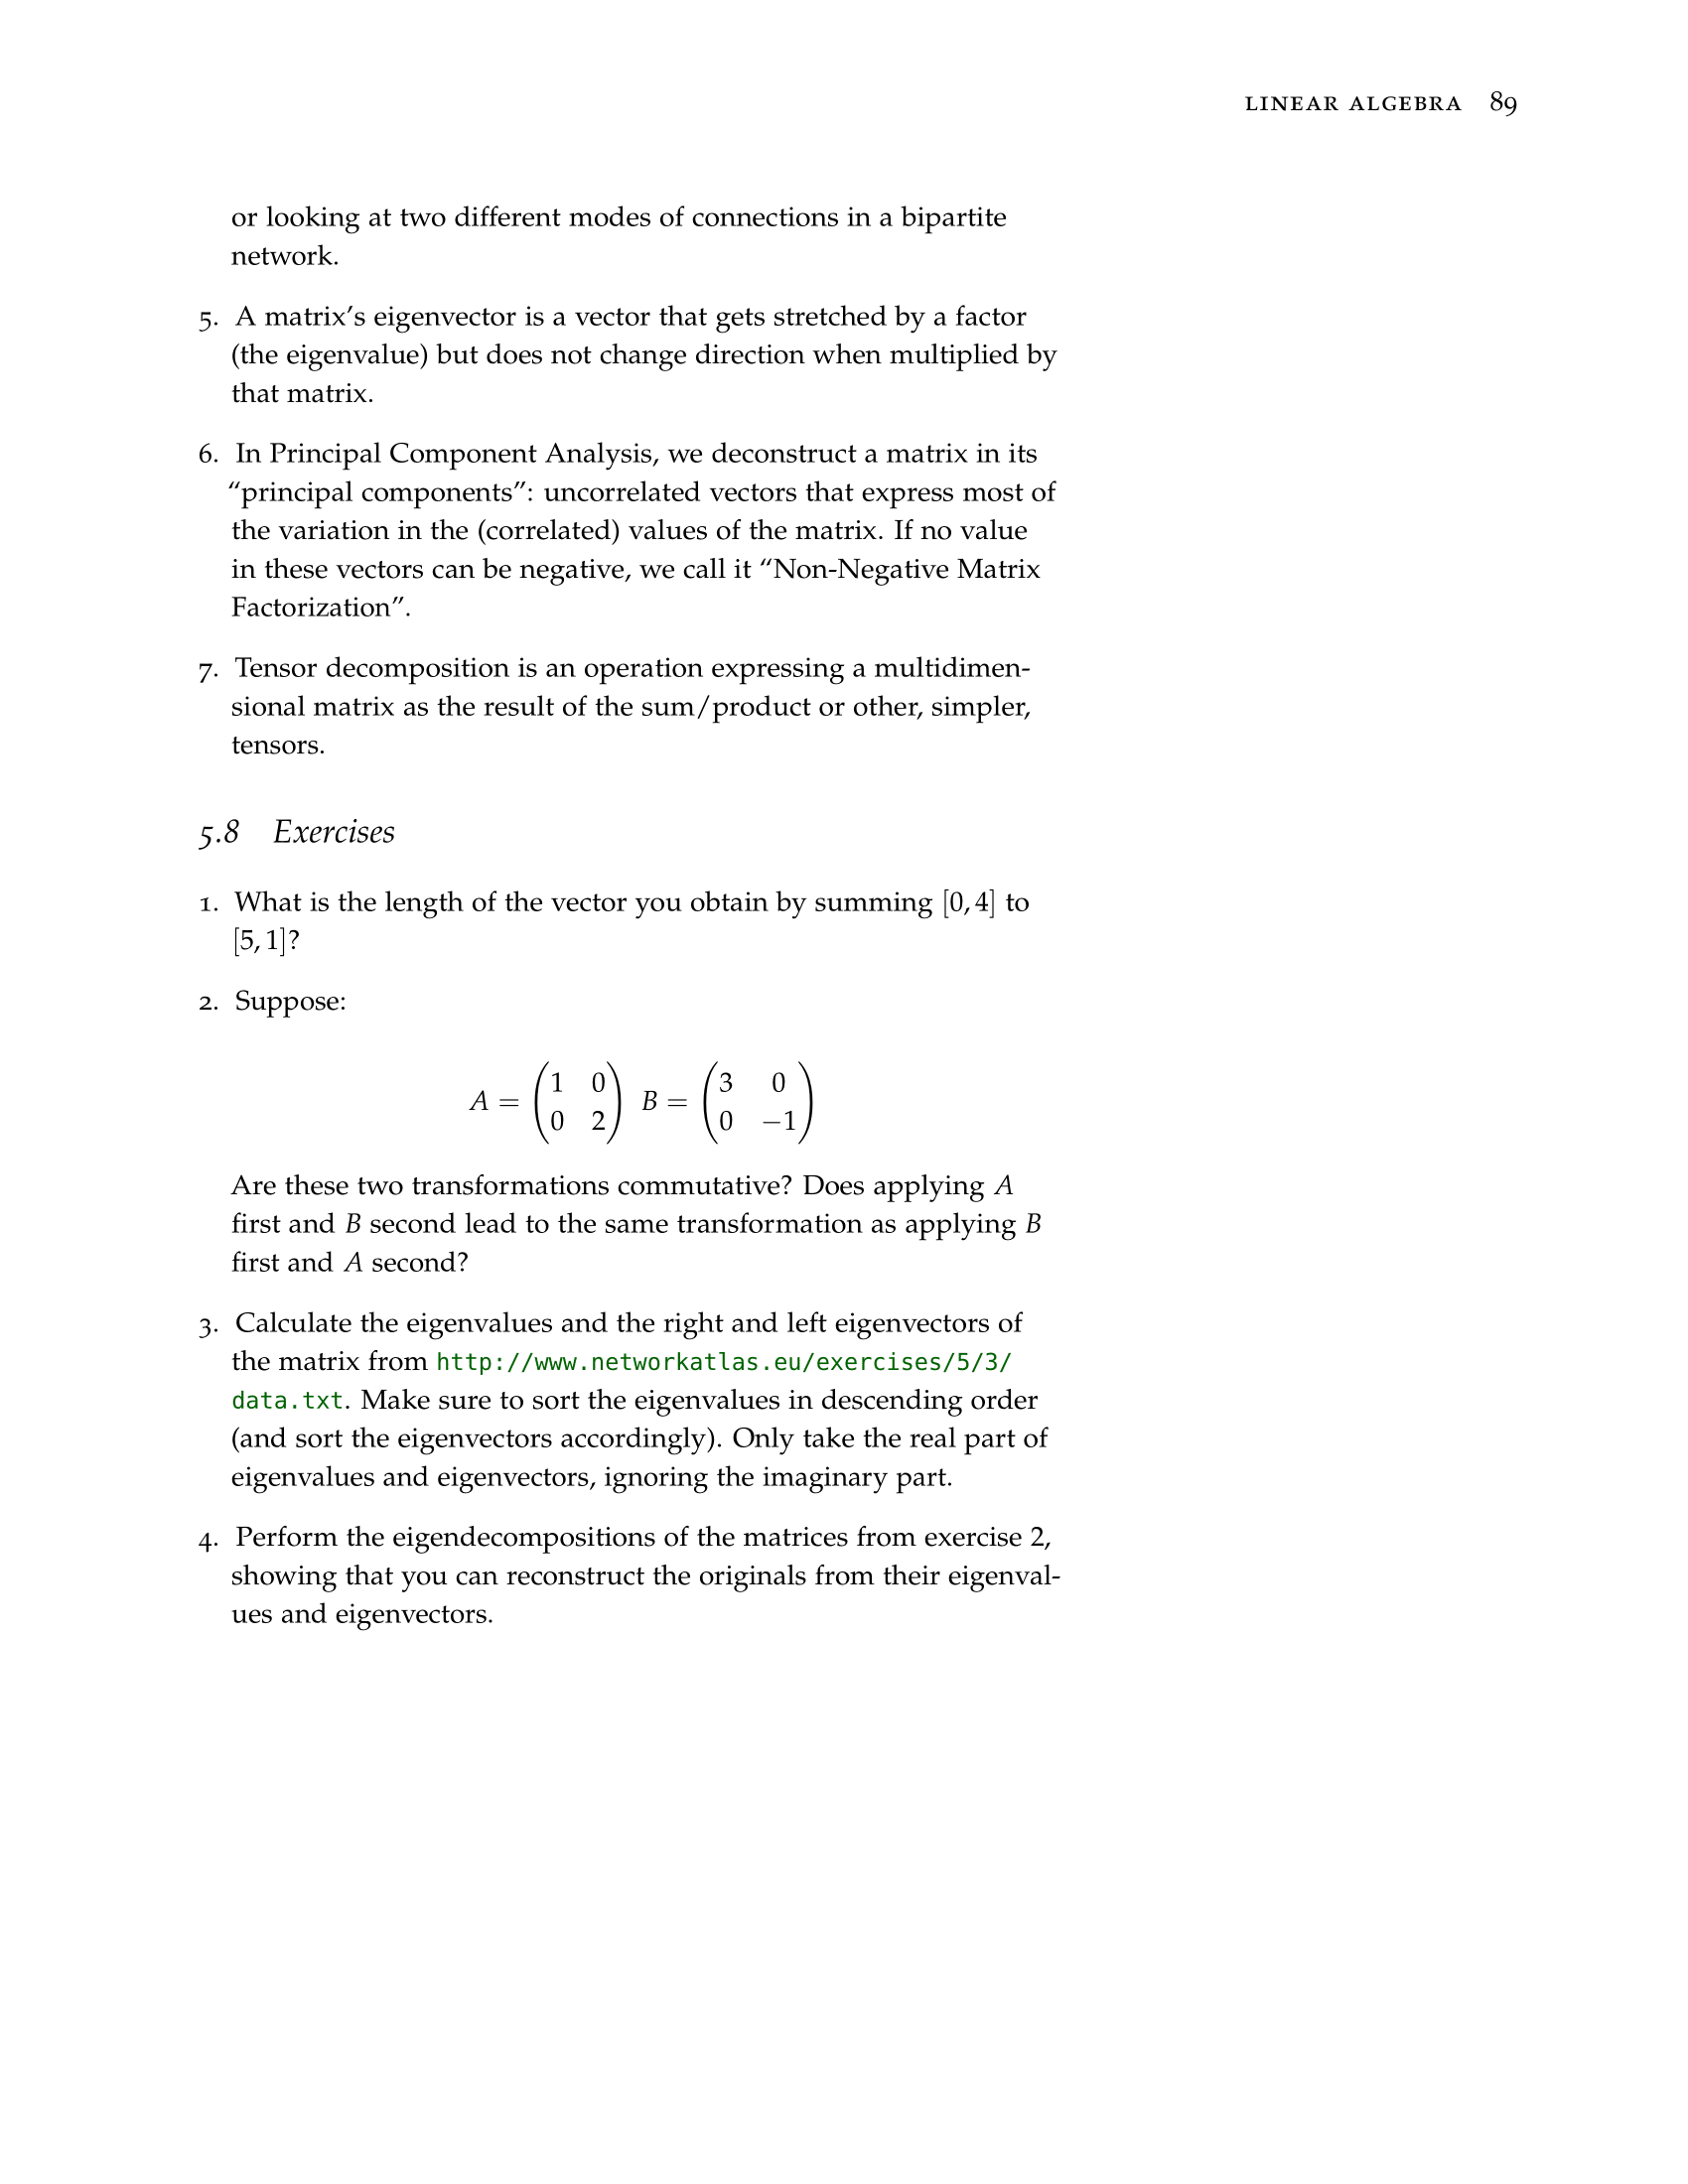 LINEAR ALGEBRA 89
or looking at two different modes of connections in a bipartite
network.
5. A matrix’s eigenvector is a vector that gets stretched by a factor
(the eigenvalue) but does not change direction when multiplied by
that matrix.
6. In Principal Component Analysis, we deconstruct a matrix in its
“principal components”: uncorrelated vectors that express most of
the variation in the (correlated) values of the matrix. If no value
in these vectors can be negative, we call it “Non-Negative Matrix
Factorization”.
7. Tensor decomposition is an operation expressing a multidimen-
sional matrix as the result of the sum/product or other, simpler,
tensors.
5.8 Exercises
1. What is the length of the vector you obtain by summing [0, 4] to
[5, 1]?
2. Suppose:
A = (1 0; 0 2) B = (3 0; 0 −1)
Are these two transformations commutative? Does applying A
first and B second lead to the same transformation as applying B
first and A second?
3. Calculate the eigenvalues and the right and left eigenvectors of
the matrix from http://www.networkatlas.eu/exercises/5/3/
data.txt. Make sure to sort the eigenvalues in descending order
(and sort the eigenvectors accordingly). Only take the real part of
eigenvalues and eigenvectors, ignoring the imaginary part.
4. Perform the eigendecompositions of the matrices from exercise 2,
showing that you can reconstruct the originals from their eigenval-
ues and eigenvectors.